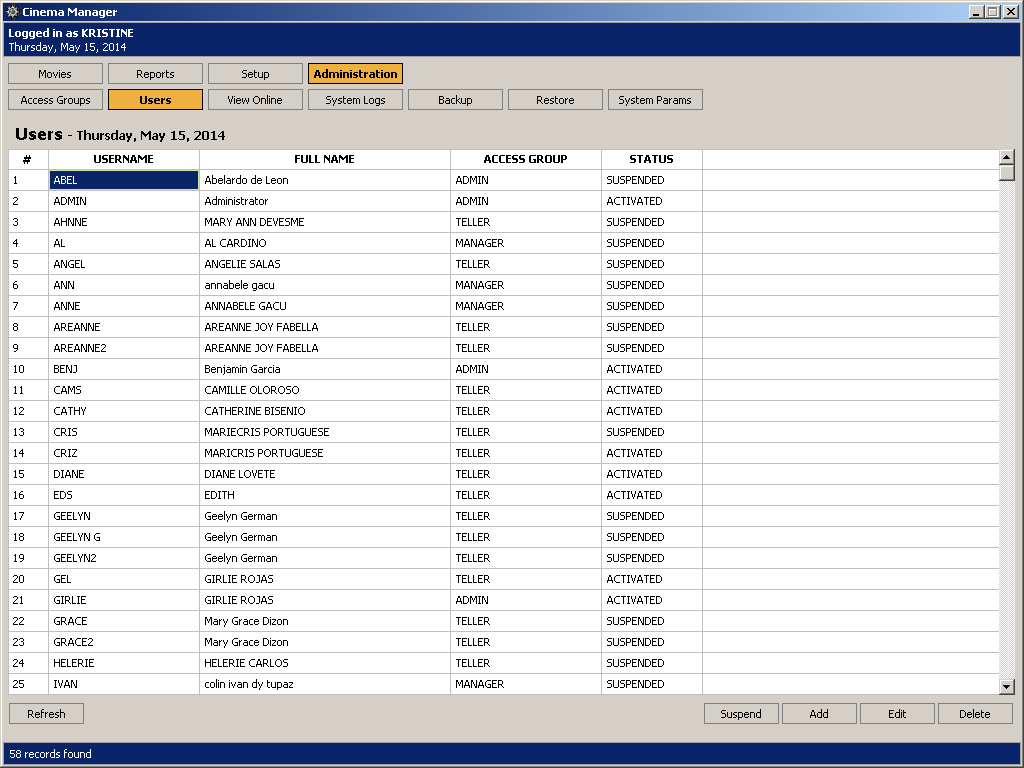 Cinema Manager
Logged in as KRISTINE
Thursday, May 15, 2014
Movies Reports Setup Administration
Access Groups Users View Online System Logs Backup Restore System Params
Users - Thursday, May 15, 2014
# USERNAME FULL NAME ACCESS GROUP STATUS
1 ABEL Abelardo de Leon ADMIN SUSPENDED
2 ADMIN Administrator ADMIN ACTIVATED
3 AHNNE MARY ANN DEVESME TELLER SUSPENDED
4 AL AL CARDINO MANAGER SUSPENDED
5 ANGEL ANGELIE SALAS TELLER SUSPENDED
6 ANN annabele gacu MANAGER SUSPENDED
7 ANNE ANNABELE GACU MANAGER SUSPENDED
8 AREANNE AREANNE JOY FABELLA TELLER SUSPENDED
9 AREANNE2 AREANNE JOY FABELLA TELLER SUSPENDED
10 BENJ Benjamin Garcia ADMIN ACTIVATED
11 CAMS CAMILLE OLOROSO TELLER ACTIVATED
12 CATHY CATHERINE BISENIO TELLER ACTIVATED
13 CRIS MARIECRIS PORTUGUESE TELLER SUSPENDED
14 CRIZ MARICRIS PORTUGUESE TELLER ACTIVATED
15 DIANE DIANE LOVETE TELLER ACTIVATED
16 EDS EDITH TELLER ACTIVATED
17 GEELYN Geelyn German TELLER SUSPENDED
18 GEELYN G Geelyn German TELLER SUSPENDED
19 GEELYN2 Geelyn German TELLER SUSPENDED
20 GEL GIRLIE ROJAS TELLER ACTIVATED
21 GIRLIE GIRLIE ROJAS ADMIN ACTIVATED
22 GRACE Mary Grace Dizon TELLER SUSPENDED
23 GRACE2 Mary Grace Dizon TELLER SUSPENDED
24 HELERIE HELERIE CARLOS TELLER SUSPENDED
25 IVAN colin ivan dy tupaz MANAGER SUSPENDED
Refresh Suspend Add Edit Delete
58 records found